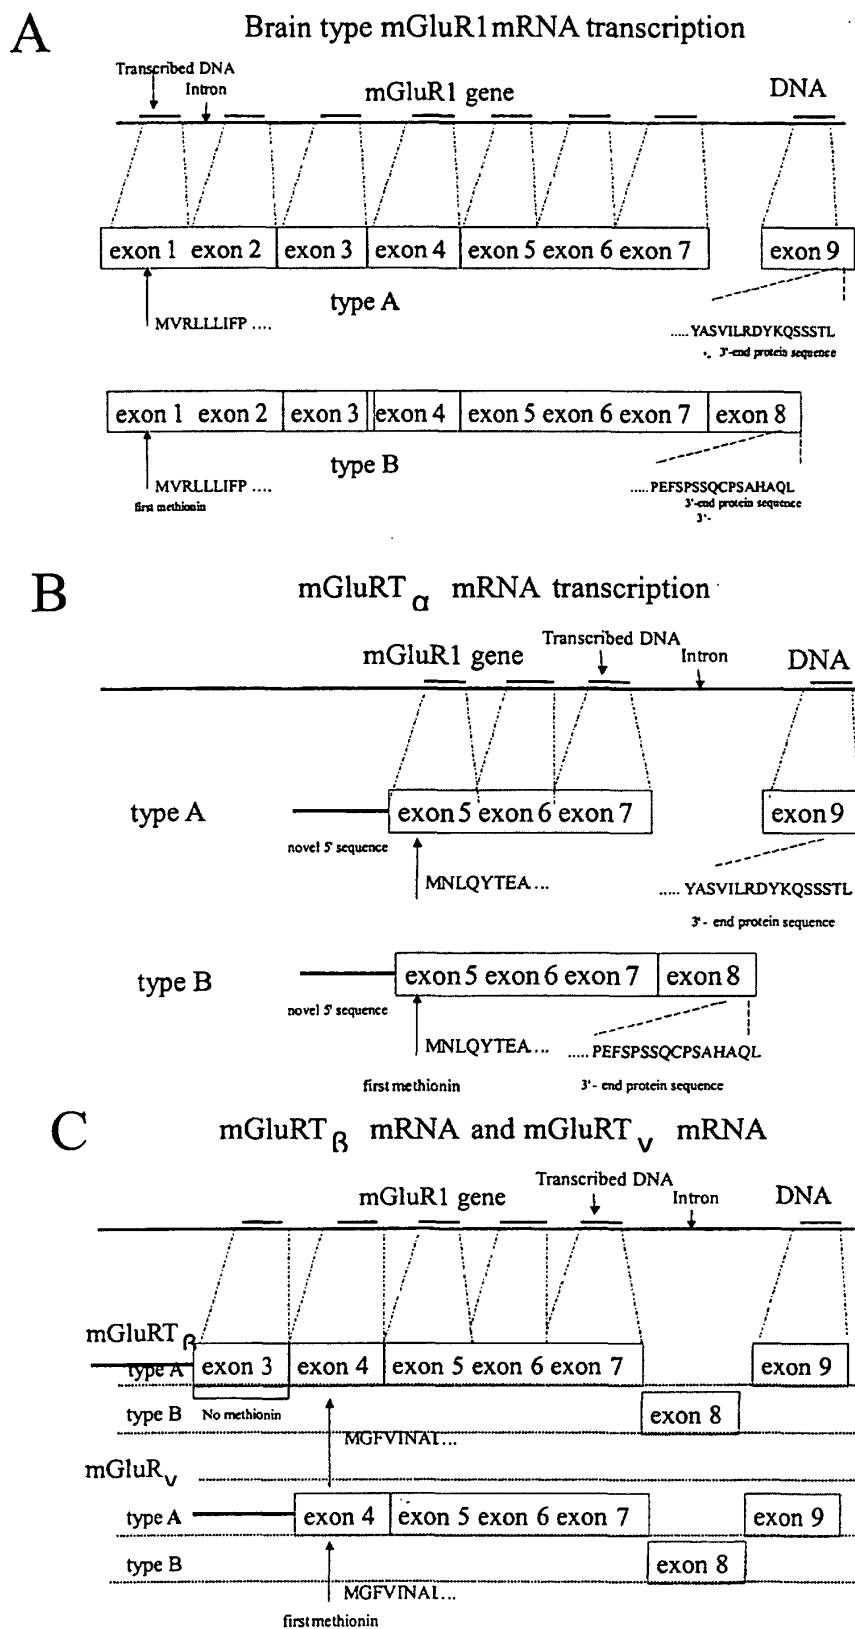 A
Brain type mGluR1mRNA transcription
Transcribed DNA
Intron
mGluR1 gene
DNA
exon 1 exon 2 exon 3 exon 4 exon 5 exon 6 exon 7 exon 9
MVRLLLIFP ....
type A
.....YASVILRDYKQSSSTL
3'-end protein sequence
exon 1 exon 2 exon 3 exon 4 exon 5 exon 6 exon 7 exon 8
MVRLLLIFP ....
type B
.....PEFSPSSQCPSAHAQL
first methionin
3'-end protein sequence
3'-
B
mGluRT α mRNA transcription
Transcribed DNA
mGluR1 gene
Intron
DNA
type A
exon 5 exon 6 exon 7 exon 9
novel 5' sequence
MNLQYTEA...
..... YASVILRDYKQSSSTL
3'- end protein sequence
type B
exon 5 exon 6 exon 7 exon 8
novel 5' sequence
MNLQYTEA...
.....PEFSPSSQCPSAHAQL
first methionin
3'- end protein sequence
C
mGluRT β mRNA and mGluRT γ mRNA
Transcribed DNA
mGluR1 gene
Intron
DNA
mGluRT β
type A
exon 3 exon 4 exon 5 exon 6 exon 7 exon 9
type B
No methionin
exon 8
MGFVINAI...
mGluR γ
type A
exon 4 exon 5 exon 6 exon 7 exon 9
type B
exon 8
MGFVINAI...
first methionin